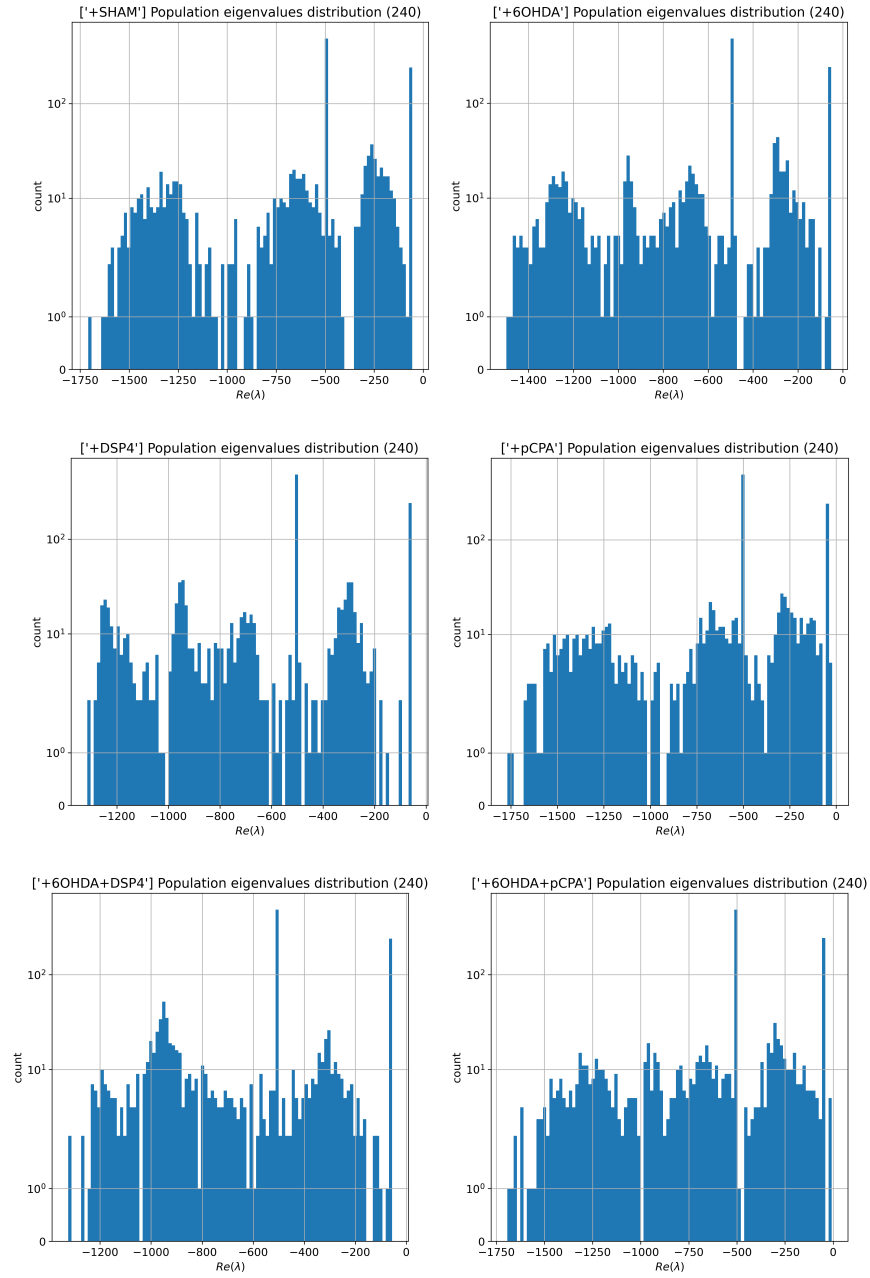 ['+SHAM'] Population eigenvalues distribution (240)
10²
10¹
10⁰
0
count
−1750 −1500 −1250 −1000 −750 −500 −250 0
Re(λ)
['+6OHDA'] Population eigenvalues distribution (240)
10²
10¹
10⁰
0
count
−1400 −1200 −1000 −800 −600 −400 −200 0
Re(λ)
['+DSP4'] Population eigenvalues distribution (240)
10²
10¹
10⁰
0
count
−1200 −1000 −800 −600 −400 −200 0
Re(λ)
['+pCPA'] Population eigenvalues distribution (240)
10²
10¹
10⁰
0
count
−1750 −1500 −1250 −1000 −750 −500 −250 0
Re(λ)
['+6OHDA+DSP4'] Population eigenvalues distribution (240)
10²
10¹
10⁰
0
count
−1200 −1000 −800 −600 −400 −200 0
Re(λ)
['+6OHDA+pCPA'] Population eigenvalues distribution (240)
10²
10¹
10⁰
0
count
−1750 −1500 −1250 −1000 −750 −500 −250 0
Re(λ)